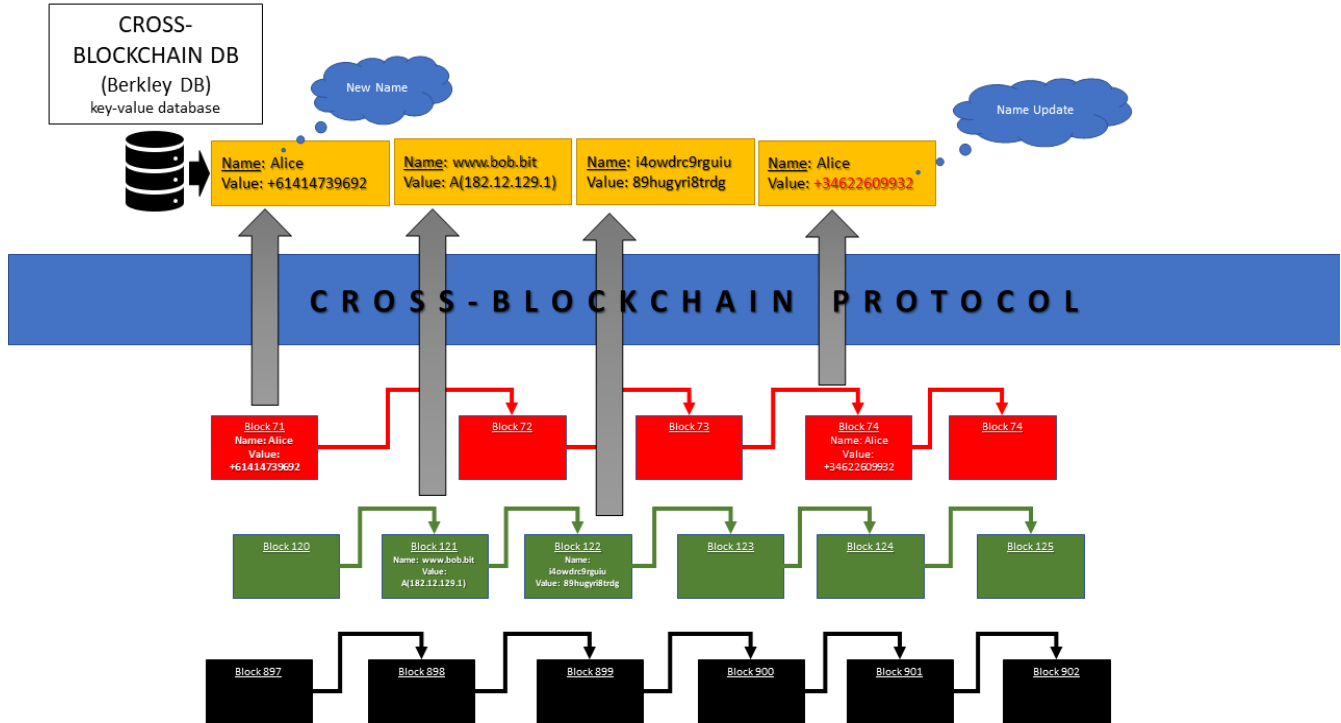 CROSS-
BLOCKCHAIN DB
(Berkley DB)
key-value database
New Name
Name Update
Name: Alice
Value: +61414739692
Name: www.bob.bit
Value: A(182.12.129.1)
Name: i4owdrc9rguiu
Value: 89hugyri8trdg
Name: Alice
Value: +34622609932
CROSS-BLOCKCHAIN PROTOCOL
Block 71
Name: Alice
Value:
+61414739692
Block 72
Block 73
Block 74
Name: Alice
Value:
+34622609932
Block 74
Block 120
Block 121
Name: www.bob.bit
Value:
A(182.12.129.1)
Block 122
Name:
i4owdrc9rguiu
Value: 89hugyri8trdg
Block 123
Block 124
Block 125
Block 897
Block 898
Block 899
Block 900
Block 901
Block 902